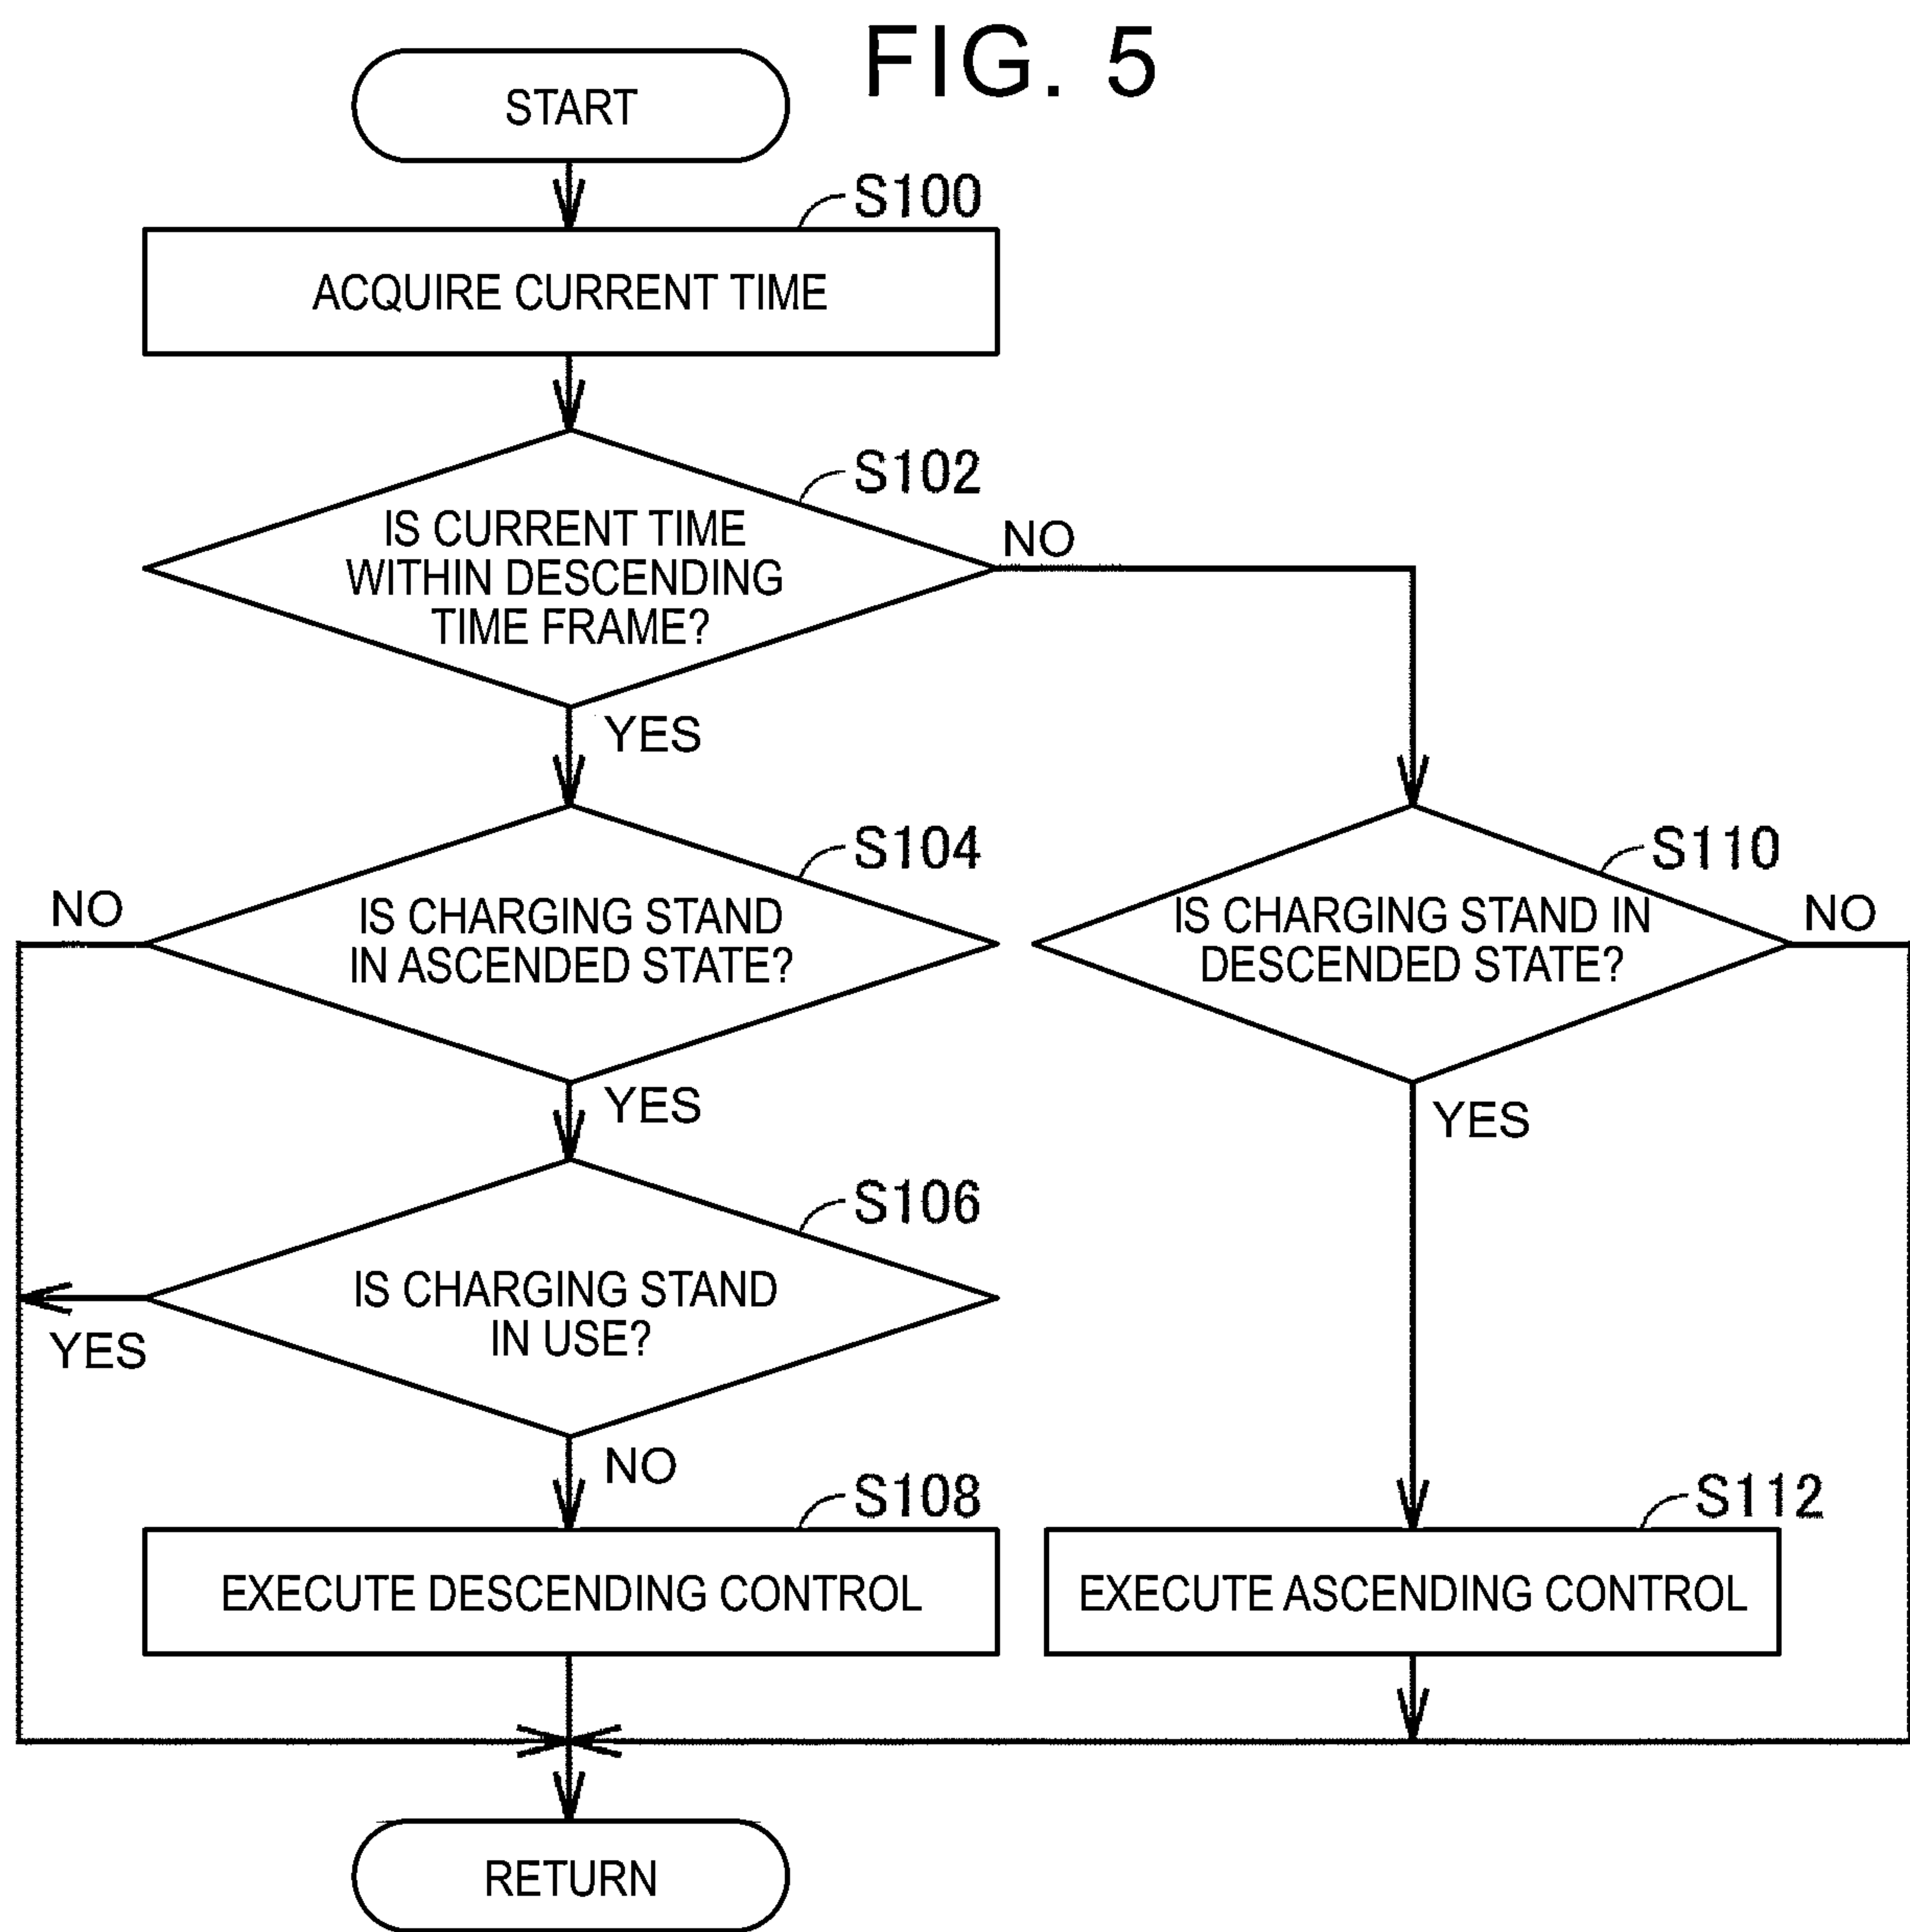 FIG. 5
START
S100
ACQUIRE CURRENT TIME
S102
IS CURRENT TIME
WITHIN DESCENDING
TIME FRAME?
NO
YES
S104
IS CHARGING STAND
IN ASCENDED STATE?
NO
YES
S110
IS CHARGING STAND IN
DESCENDED STATE?
NO
YES
S106
IS CHARGING STAND
IN USE?
YES
NO
S108
EXECUTE DESCENDING CONTROL
S112
EXECUTE ASCENDING CONTROL
RETURN